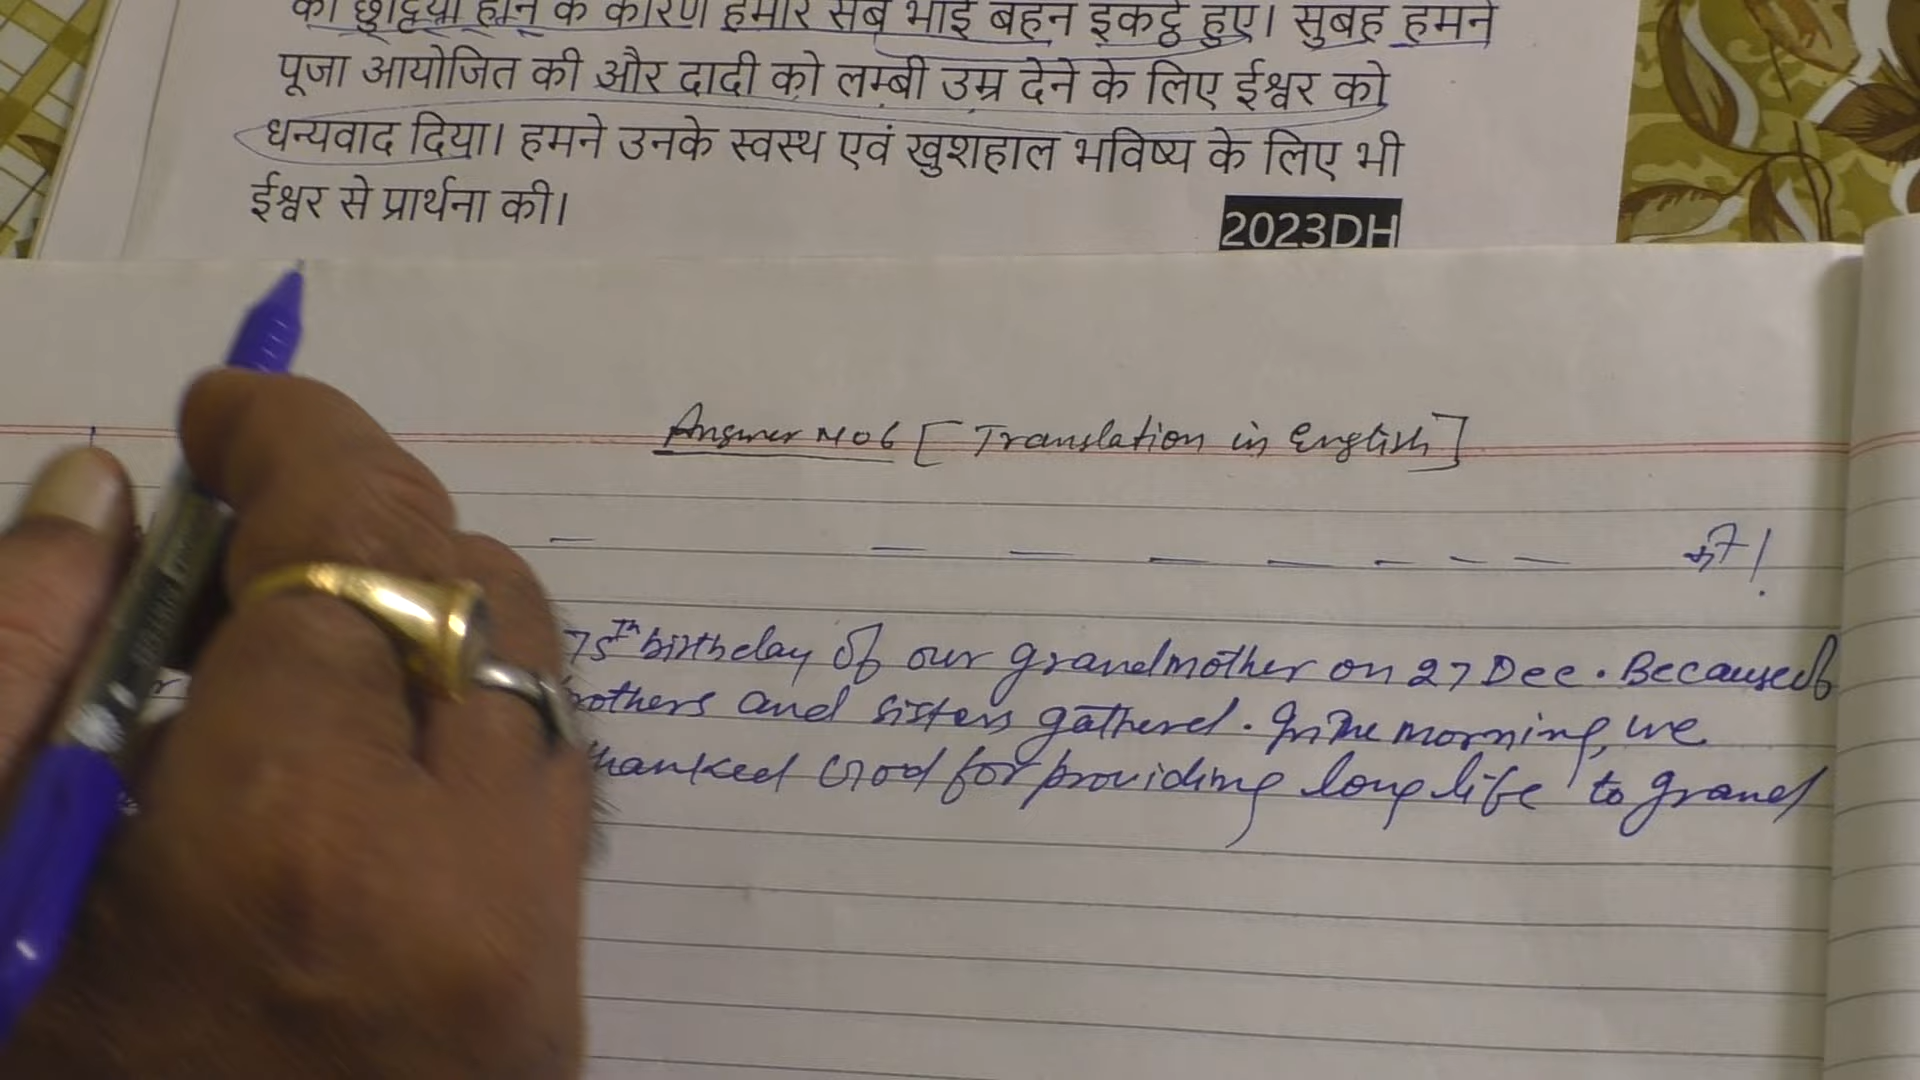 की छुट्टियाँ होने के कारण हमारे सब भाई बहन इकट्ठे हुए। सुबह हमने
पूजा आयोजित की और दादी को लम्बी उम्र देने के लिए ईश्वर को
धन्यवाद दिया। हमने उनके स्वस्थ एवं खुशहाल भविष्य के लिए भी
ईश्वर से प्रार्थना की।
2023DH
Answer No 6 [Translation in English]
की।
75th birthday of our grandmother on 27 Dec. Because of
rothers and sisters gathered. In the morning, we
hanked God for providing long life to grand